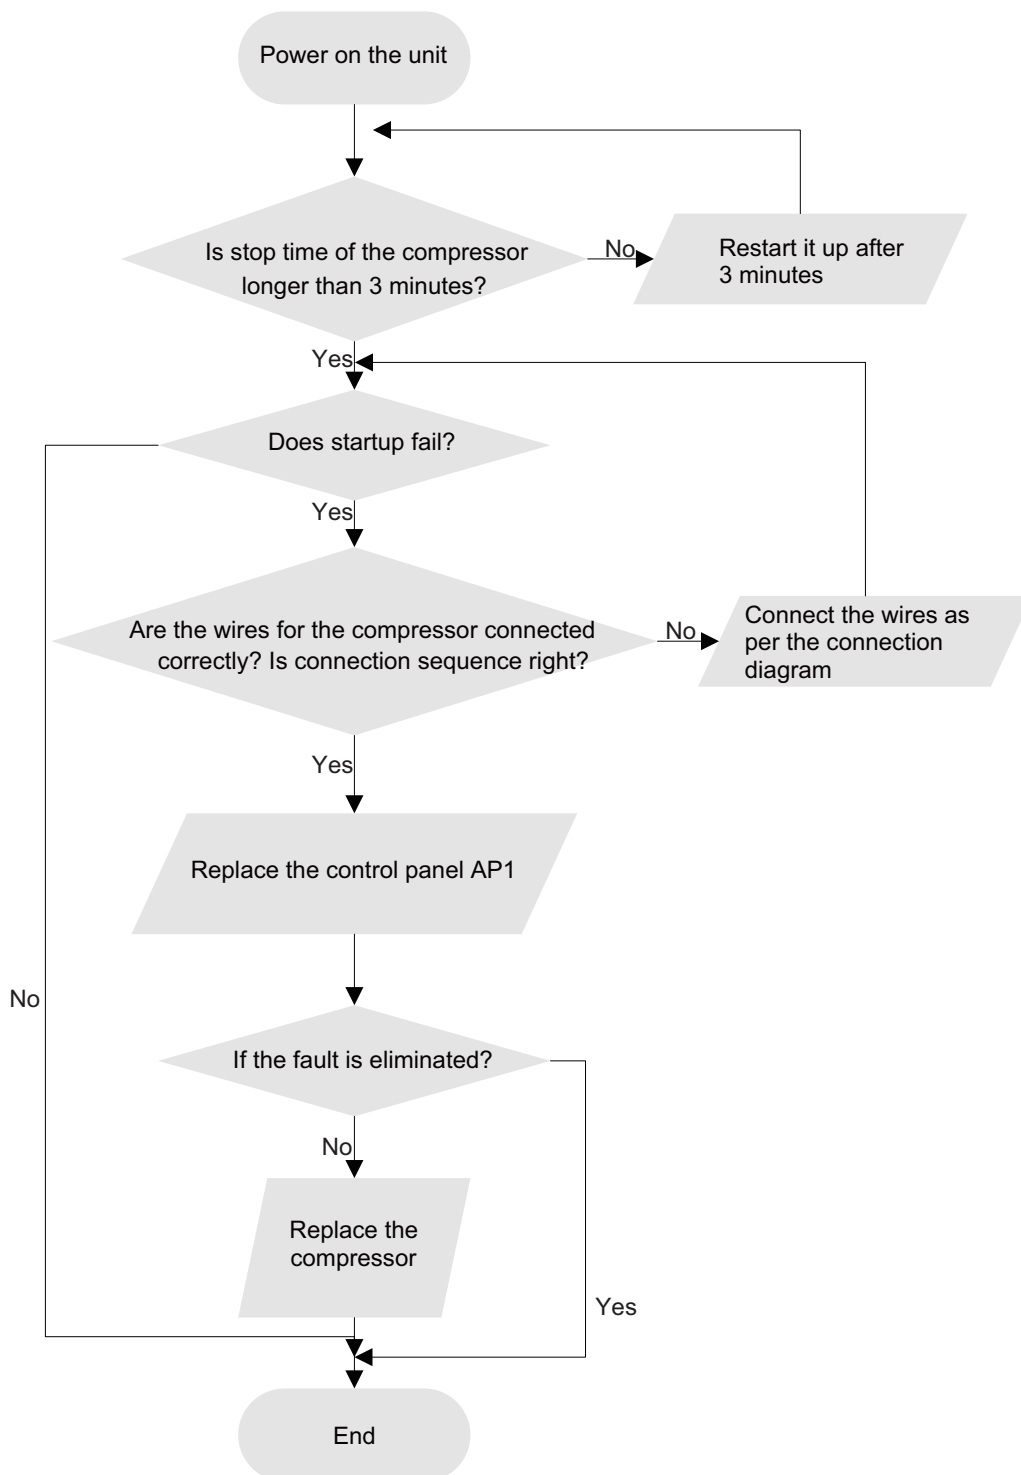 Power on the unit
Is stop time of the compressor
longer than 3 minutes?
No
Restart it up after
3 minutes
Yes
Does startup fail?
Yes
Are the wires for the compressor connected
correctly? Is connection sequence right?
No
Connect the wires as
per the connection
diagram
Yes
Replace the control panel AP1
No
If the fault is eliminated?
No
Replace the
compressor
Yes
End